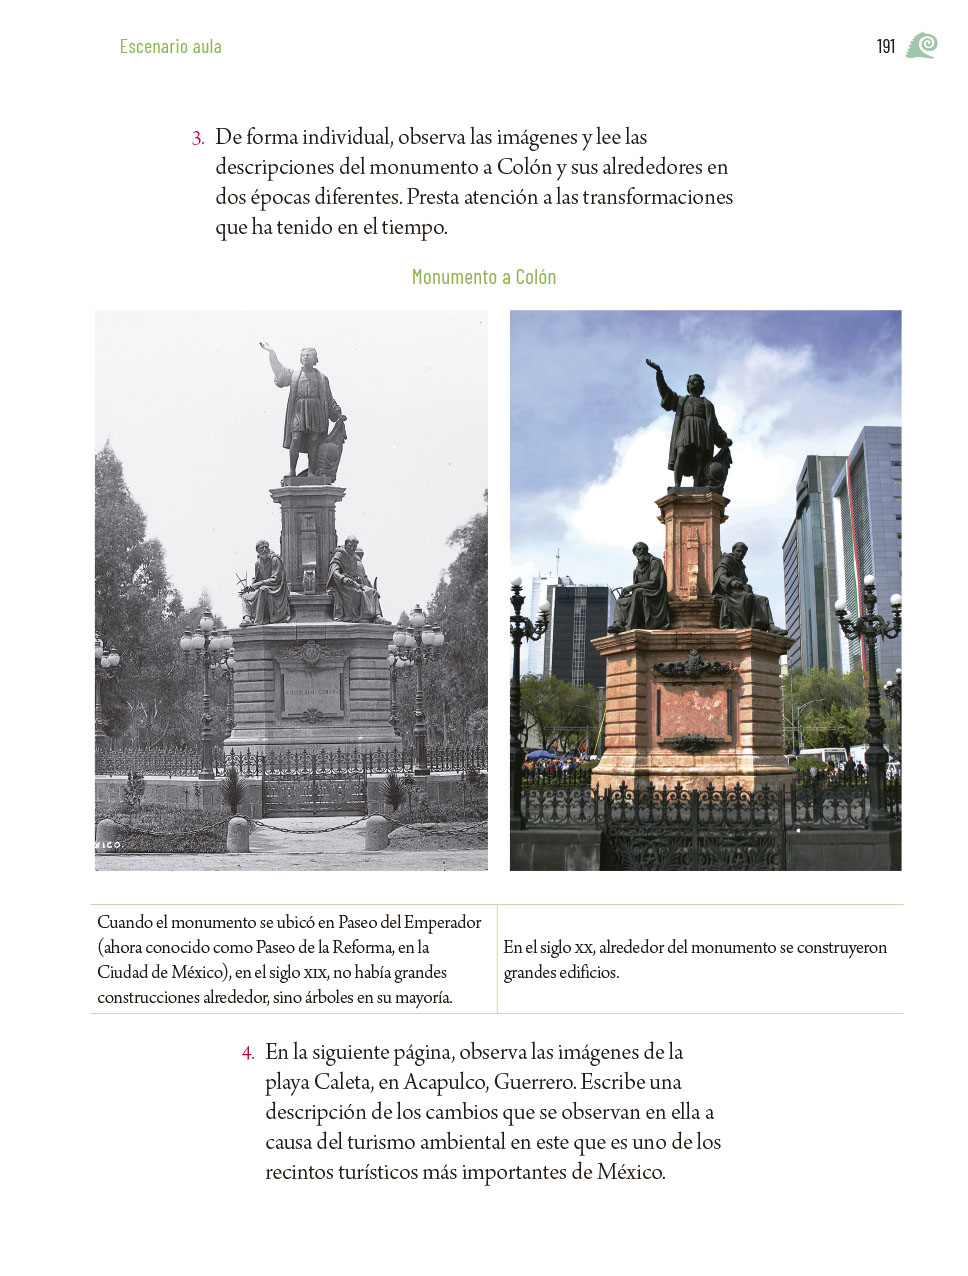 Escenario aula
191
3. De forma individual, observa las imágenes y lee las
descripciones del monumento a Colón y sus alrededores en
dos épocas diferentes. Presta atención a las transformaciones
que ha tenido en el tiempo.
Monumento a Colón
XICO.
Cuando el monumento se ubicó en Paseo del Emperador
(ahora conocido como Paseo de la Reforma, en la
Ciudad de México), en el siglo XIX, no había grandes
construcciones alrededor, sino árboles en su mayoría.
En el siglo XX, alrededor del monumento se construyeron
grandes edificios.
4. En la siguiente página, observa las imágenes de la
playa Caleta, en Acapulco, Guerrero. Escribe una
descripción de los cambios que se observan en ella a
causa del turismo ambiental en este que es uno de los
recintos turísticos más importantes de México.